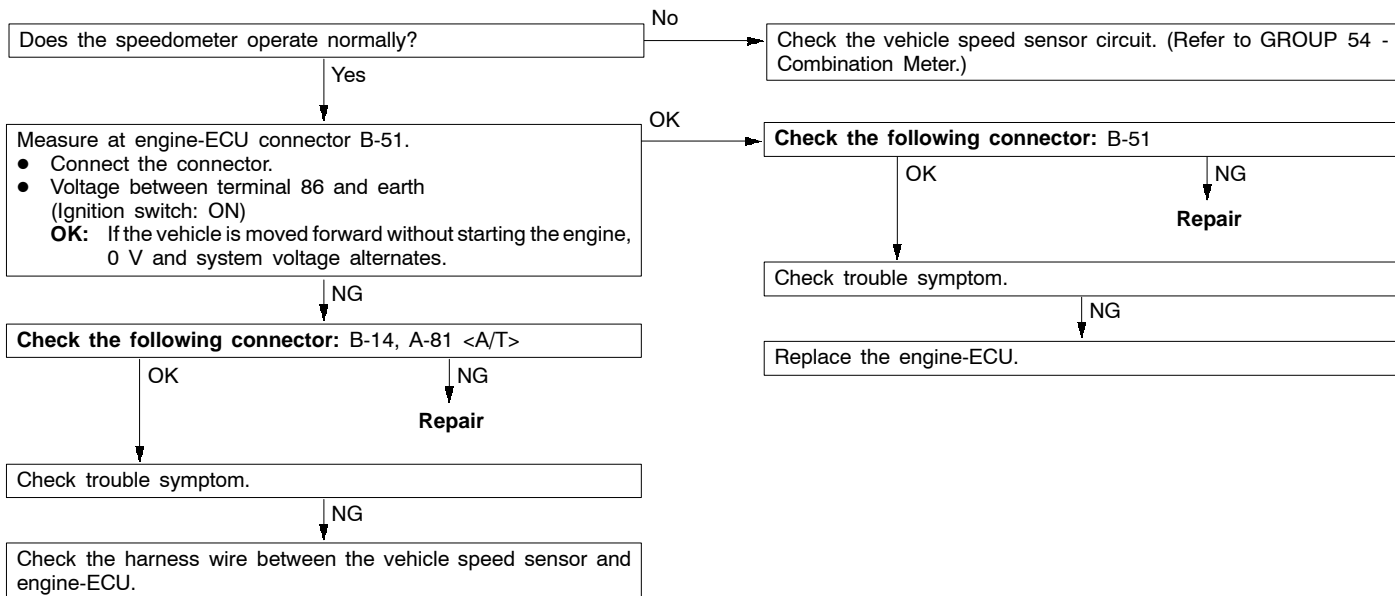 Does the speedometer operate normally?
No
Check the vehicle speed sensor circuit. (Refer to GROUP 54 -
Combination Meter.)
Yes
Measure at engine-ECU connector B-51.
● Connect the connector.
● Voltage between terminal 86 and earth
(Ignition switch: ON)
OK: If the vehicle is moved forward without starting the engine,
0 V and system voltage alternates.
OK
Check the following connector: B-51
OK
NG
Repair
Check trouble symptom.
NG
Replace the engine-ECU.
NG
Check the following connector: B-14, A-81 <A/T>
OK
NG
Repair
Check trouble symptom.
NG
Check the harness wire between the vehicle speed sensor and
engine-ECU.